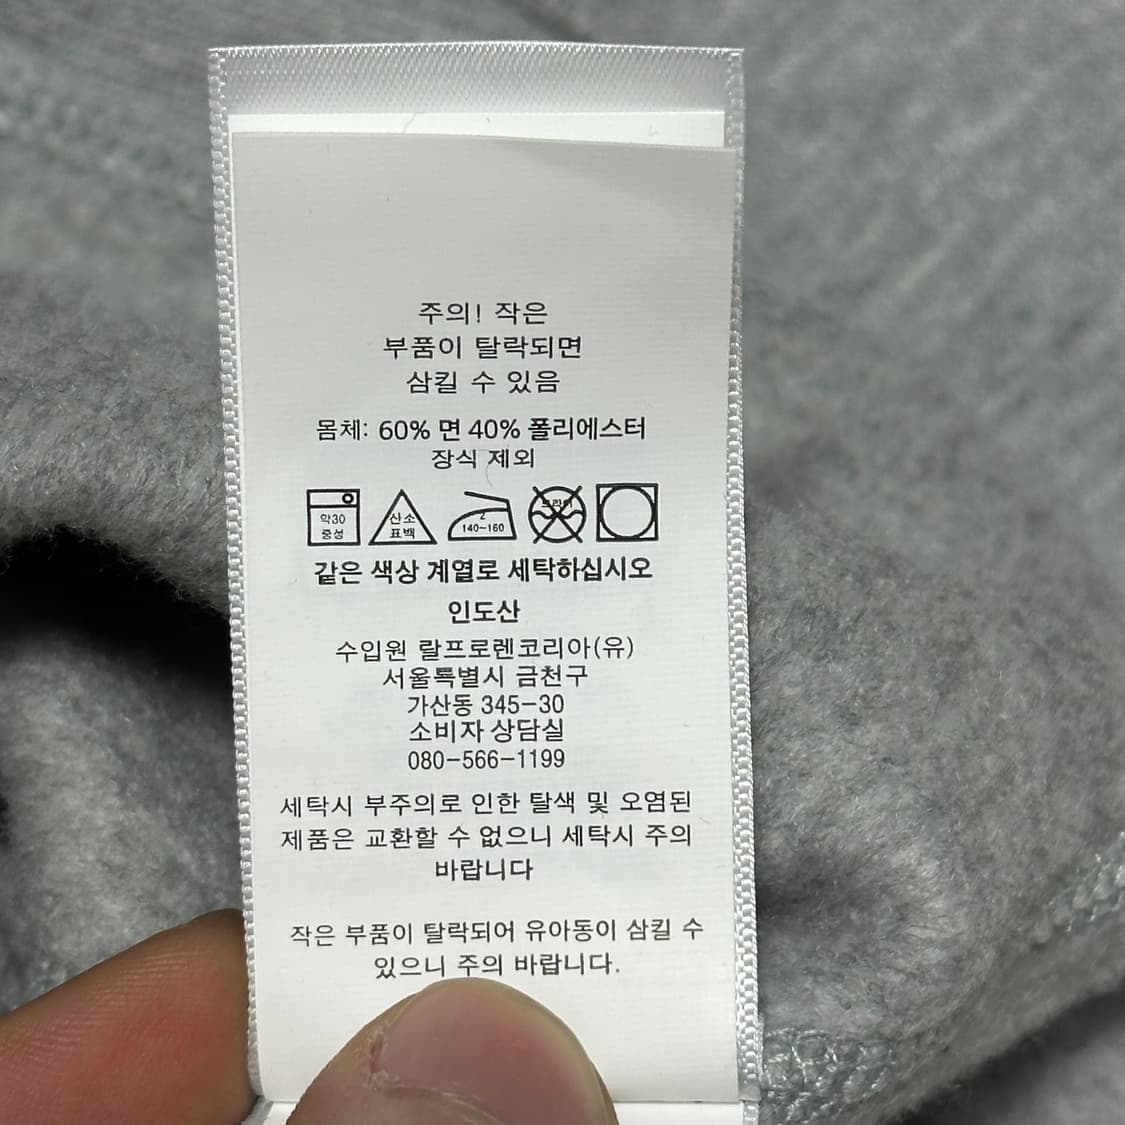 주의! 작은
부품이 탈락되면
삼킬 수 있음
몸체: 60% 면 40% 폴리에스터
장식 제외
약30 중성
산소 표백
2 140~160
드라이
같은 색상 계열로 세탁하십시오
인도산
수입원 랄프로렌코리아(유)
서울특별시 금천구
가산동 345-30
소비자 상담실
080-566-1199
세탁시 부주의로 인한 탈색 및 오염된
제품은 교환할 수 없으니 세탁시 주의
바랍니다
작은 부품이 탈락되어 유아동이 삼킬 수
있으니 주의 바랍니다.